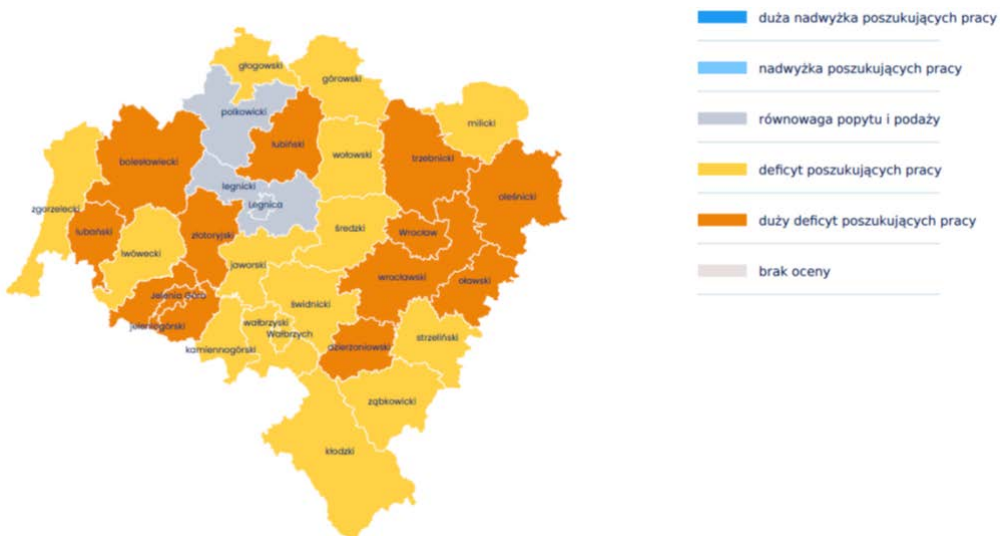 głogowski
górowski
polkowicki
milicki
lubiński
bolesławiecki
wołowski
trzebnicki
legnicki
oleśnicki
Legnica
zgorzelecki
lubański
złotoryjski
średzki
Wrocław
lwówecki
jaworski
wrocławski
oławski
Jelenia Góra
świdnicki
jeleniogórski
wałbrzyski
Wałbrzych
strzeliński
kamiennogórski
dzierżoniowski
ząbkowicki
kłodzki
duża nadwyżka poszukujących pracy
nadwyżka poszukujących pracy
równowaga popytu i podaży
deficyt poszukujących pracy
duży deficyt poszukujących pracy
brak oceny